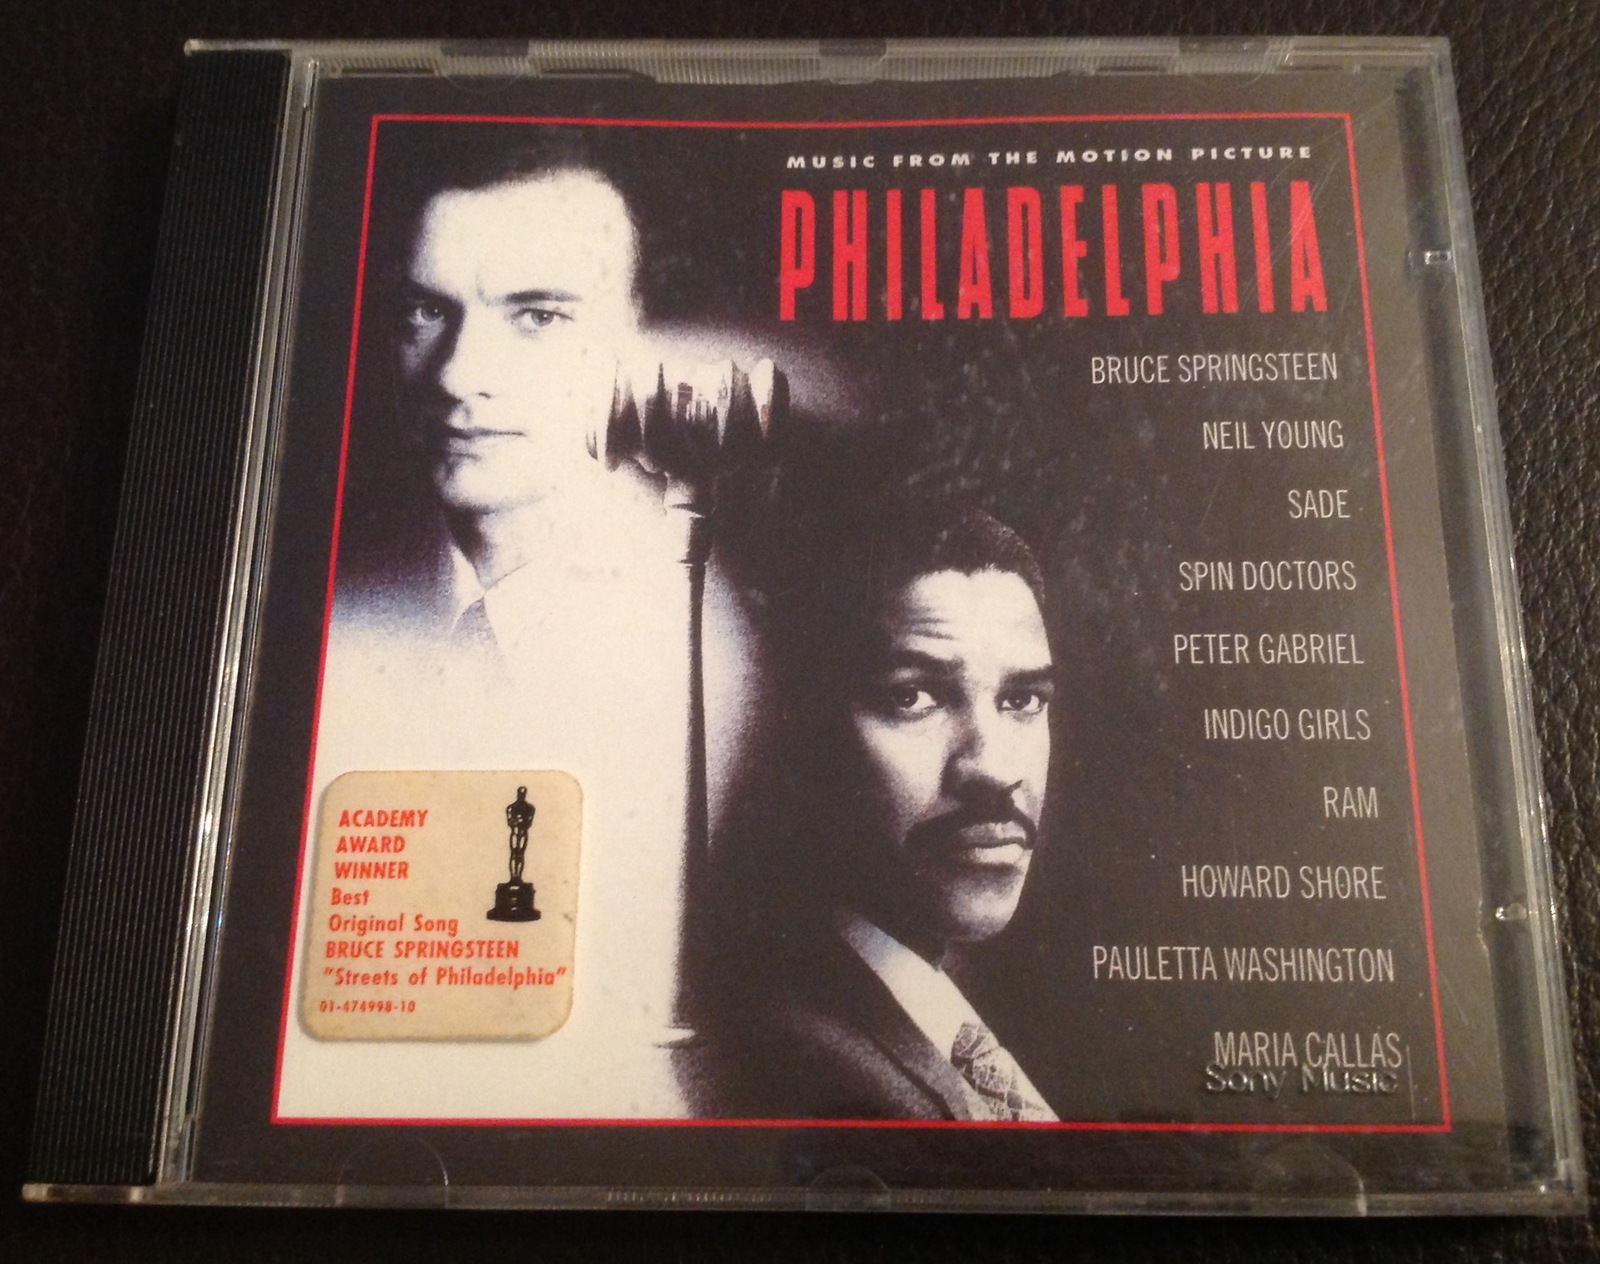 MUSIC FROM THE MOTION PICTURE
PHILADELPHIA
BRUCE SPRINGSTEEN
NEIL YOUNG
SADE
SPIN DOCTORS
PETER GABRIEL
INDIGO GIRLS
RAM
HOWARD SHORE
PAULETTA WASHINGTON
MARIA CALLAS
Sony Music
ACADEMY
AWARD
WINNER
Best
Original Song
BRUCE SPRINGSTEEN
"Streets of Philadelphia"
01-474998-10